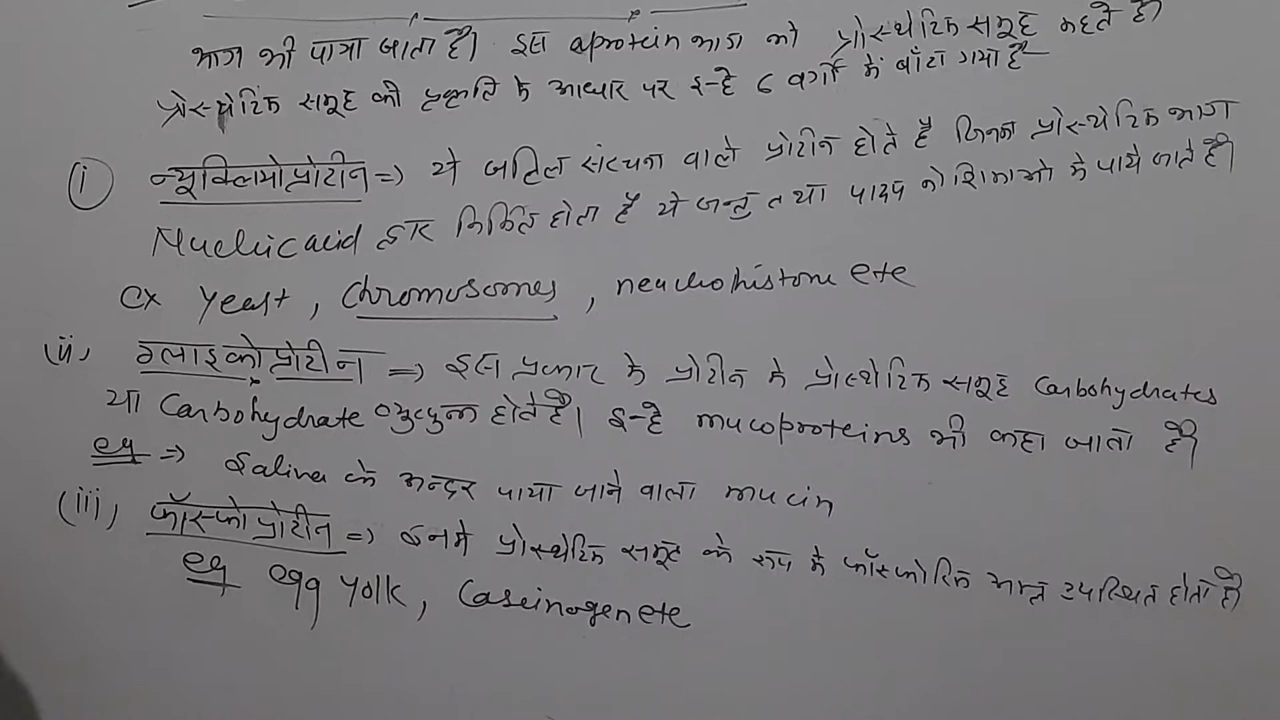 भाग भी पाया जाता है। इस aprotein भाग को प्रोस्थेटिक समूह कहते है।
प्रोस्थेटिक समूह की प्रकृति के आधार पर इन्हे 6 वर्गों में बाँटा गया है
(i) न्यूक्लियोप्रोटीन => ये जटिल संरचना वाले प्रोटीन होते है जिनका प्रोस्थेटिक भाग
Nucleic acid द्वारा निर्मित होता है ये जन्तु तथा पादप कोशिकाओ मे पाये जाते है।
ex yeast, chromosomes, neuclohistone etc
(ii) ग्लाइकोप्रोटीन => इस प्रकार के प्रोटीन मे प्रोस्थेटिक समूह Carbohydrates
या Carbohydrate व्युत्पन्न होते है। इन्हे mucoproteins भी कहा जाता है।
eg => Saliva के अन्दर पाया जाने वाला mucin
(iii) फॉस्फोप्रोटीन => इनमे प्रोस्थेटिक समूह के रूप मे फॉस्फोरिक अम्ल उपस्थित होता है।
eg egg yolk, Caseinogen etc